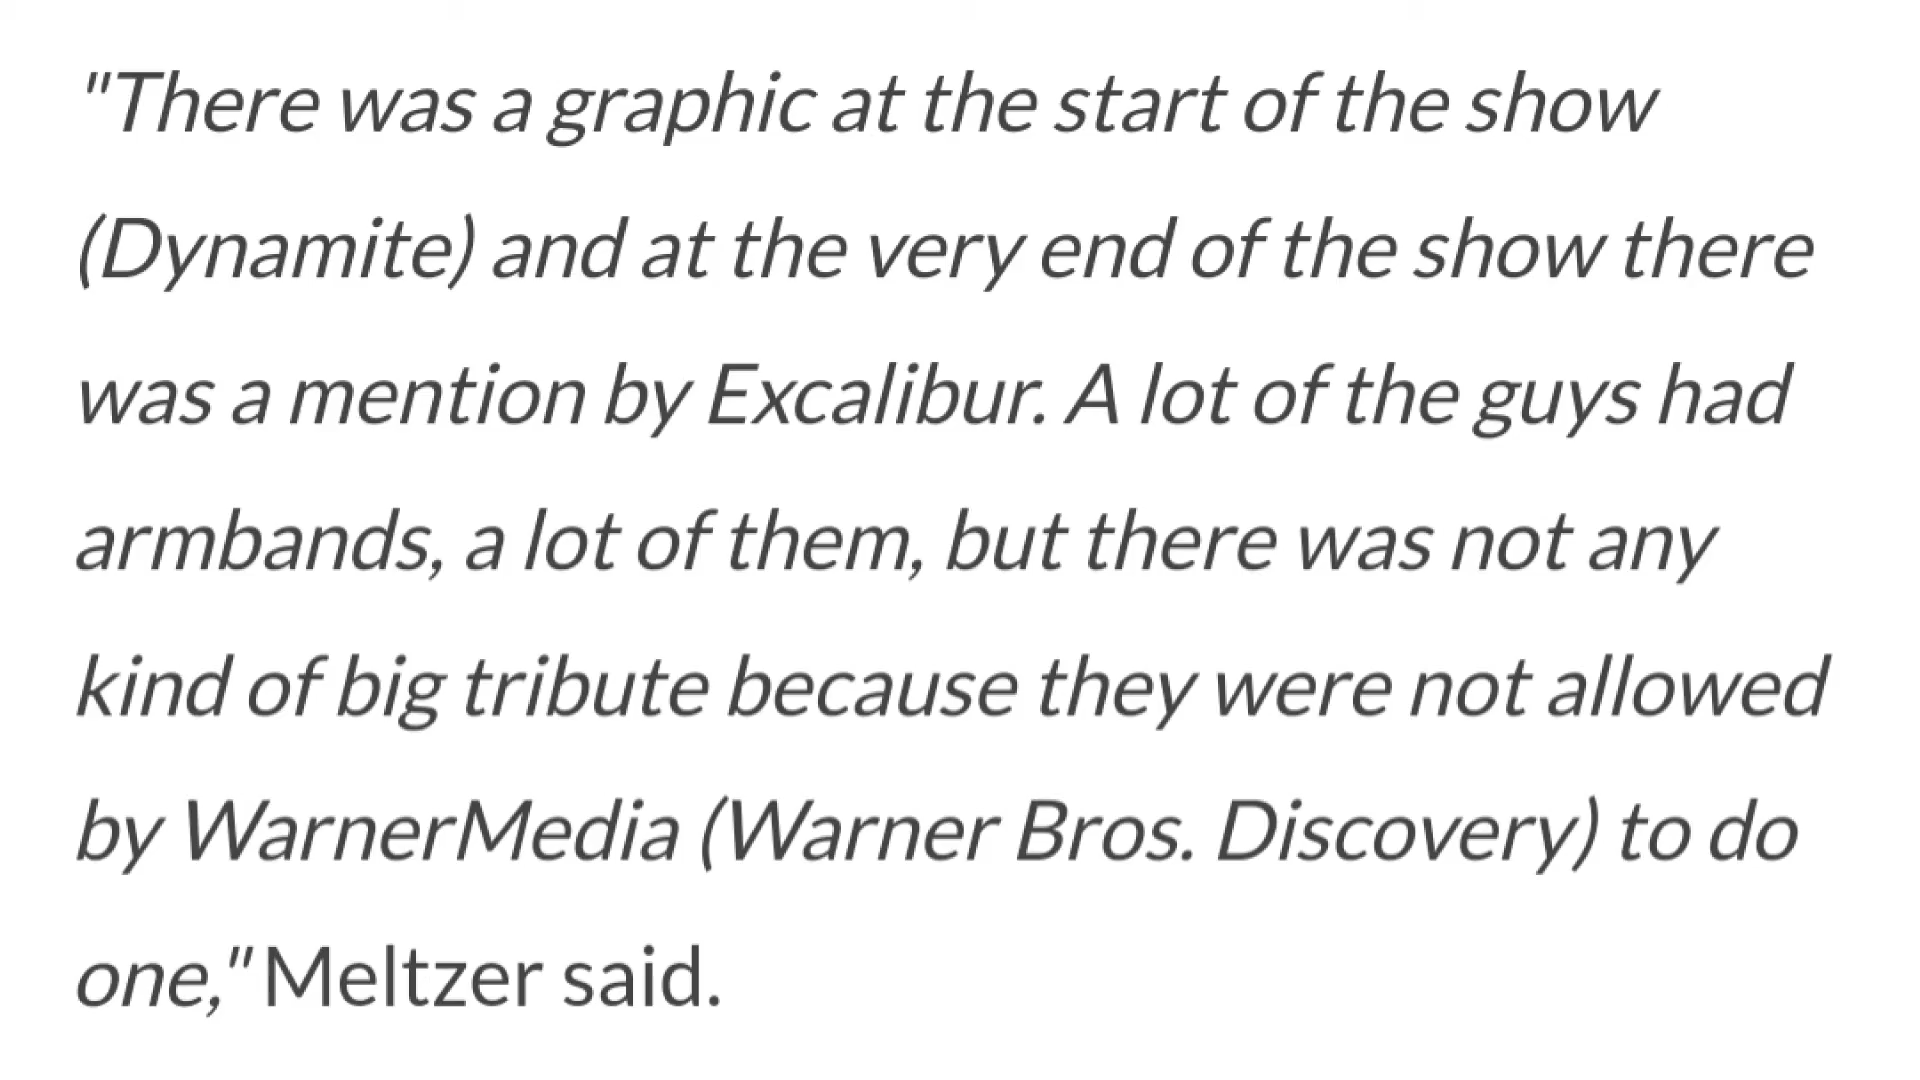 "There was a graphic at the start of the show
(Dynamite) and at the very end of the show there
was a mention by Excalibur. A lot of the guys had
armbands, a lot of them, but there was not any
kind of big tribute because they were not allowed
by WarnerMedia (Warner Bros. Discovery) to do
one," Meltzer said.